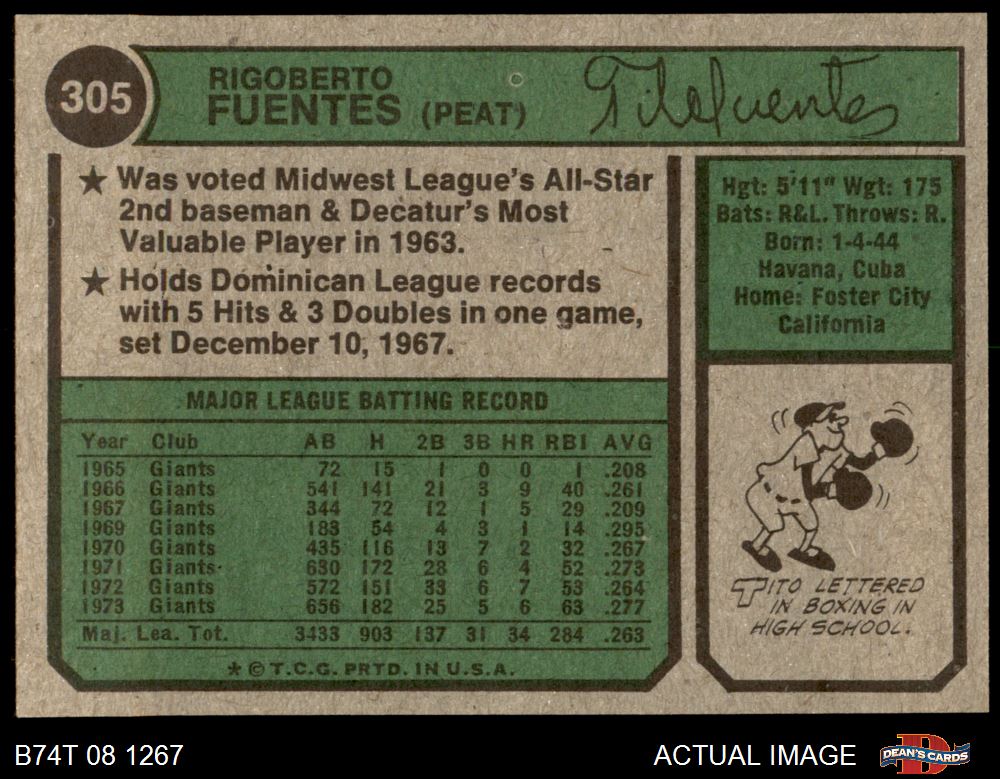 305
RIGOBERTO
FUENTES (PEAT)
Tito Fuentes
★ Was voted Midwest League's All-Star
2nd baseman & Decatur's Most
Valuable Player in 1963.
★ Holds Dominican League records
with 5 Hits & 3 Doubles in one game,
set December 10, 1967.
Hgt: 5'11" Wgt: 175
Bats: R&L. Throws: R.
Born: 1-4-44
Havana, Cuba
Home: Foster City
California
MAJOR LEAGUE BATTING RECORD
Year Club AB H 2B 3B HR RBI AVG
1965 Giants 72 15 1 0 0 1 .208
1966 Giants 541 141 21 3 9 40 .261
1967 Giants 344 72 12 1 5 29 .209
1969 Giants 183 54 4 3 1 14 .295
1970 Giants 435 116 13 7 2 32 .267
1971 Giants 630 172 28 6 4 52 .273
1972 Giants 572 151 33 6 7 53 .264
1973 Giants 656 182 25 5 6 63 .277
Maj. Lea. Tot. 3433 903 137 31 34 284 .263
★ © T.C.G. PRTD. IN U.S.A.
TITO LETTERED
IN BOXING IN
HIGH SCHOOL.
B74T 08 1267
ACTUAL IMAGE
DEAN'S CARDS